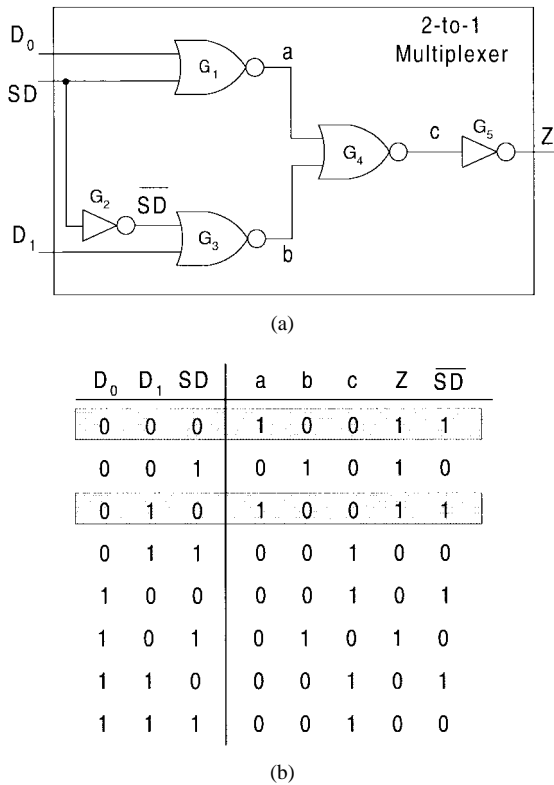 D0
SD
D1
G1
G2
SD
G3
a
b
G4
c
G5
Z
2-to-1
Multiplexer
(a)
D0 D1 SD a b c Z SD
0 0 0 1 0 0 1 1
0 0 1 0 1 0 1 0
0 1 0 1 0 0 1 1
0 1 1 0 0 1 0 0
1 0 0 0 0 1 0 1
1 0 1 0 1 0 1 0
1 1 0 0 0 1 0 1
1 1 1 0 0 1 0 0
(b)